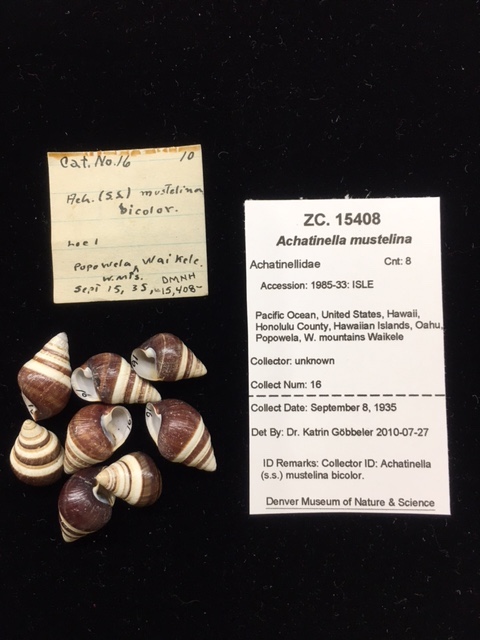 Cat. No. 16 10
Ach. (s.s.) mustelina
bicolor.
Loc 1
Popowela, Waikele.
W. Mts.
Sept 15, 35,
DMNH
15,408-
ZC. 15408
Achatinella mustelina
Achatinellidae Cnt: 8
Accession: 1985-33: ISLE
Pacific Ocean, United States, Hawaii,
Honolulu County, Hawaiian Islands, Oahu,
Popowela, W. mountains Waikele
Collector: unknown
Collect Num: 16
Collect Date: September 8, 1935
Det By: Dr. Katrin Göbbeler 2010-07-27
ID Remarks: Collector ID: Achatinella
(s.s.) mustelina bicolor.
Denver Museum of Nature & Science
16